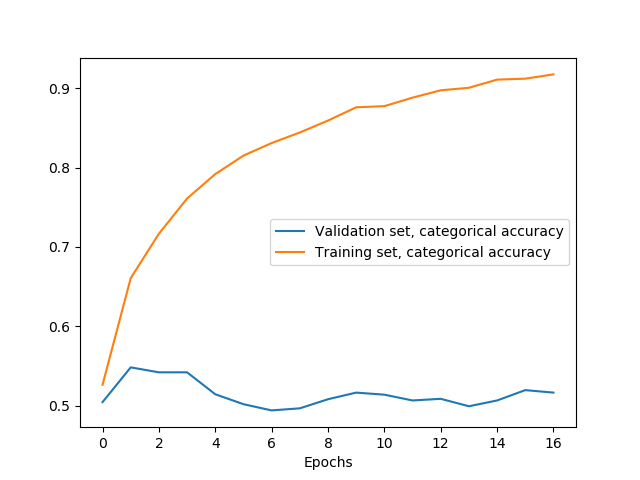 0.9
0.8
0.7
0.6
0.5
Validation set, categorical accuracy
Training set, categorical accuracy
0 2 4 6 8 10 12 14 16
Epochs